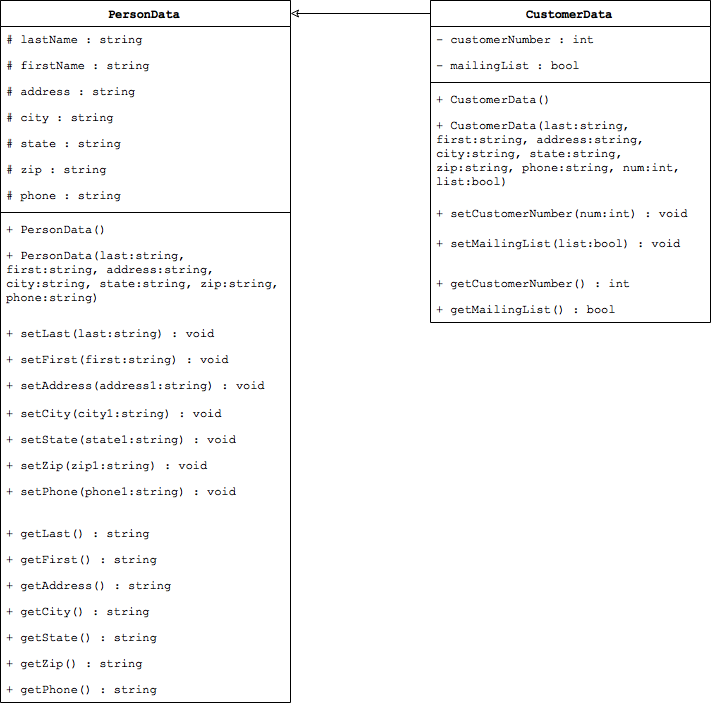 PersonData
# lastName : string
# firstName : string
# address : string
# city : string
# state : string
# zip : string
# phone : string
+ PersonData()
+ PersonData(last:string,
first:string, address:string,
city:string, state:string, zip:string,
phone:string)
+ setLast(last:string) : void
+ setFirst(first:string) : void
+ setAddress(address1:string) : void
+ setCity(city1:string) : void
+ setState(state1:string) : void
+ setZip(zip1:string) : void
+ setPhone(phone1:string) : void
+ getLast() : string
+ getFirst() : string
+ getAddress() : string
+ getCity() : string
+ getState() : string
+ getZip() : string
+ getPhone() : string
CustomerData
- customerNumber : int
- mailingList : bool
+ CustomerData()
+ CustomerData(last:string,
first:string, address:string,
city:string, state:string,
zip:string, phone:string, num:int,
list:bool)
+ setCustomerNumber(num:int) : void
+ setMailingList(list:bool) : void
+ getCustomerNumber() : int
+ getMailingList() : bool